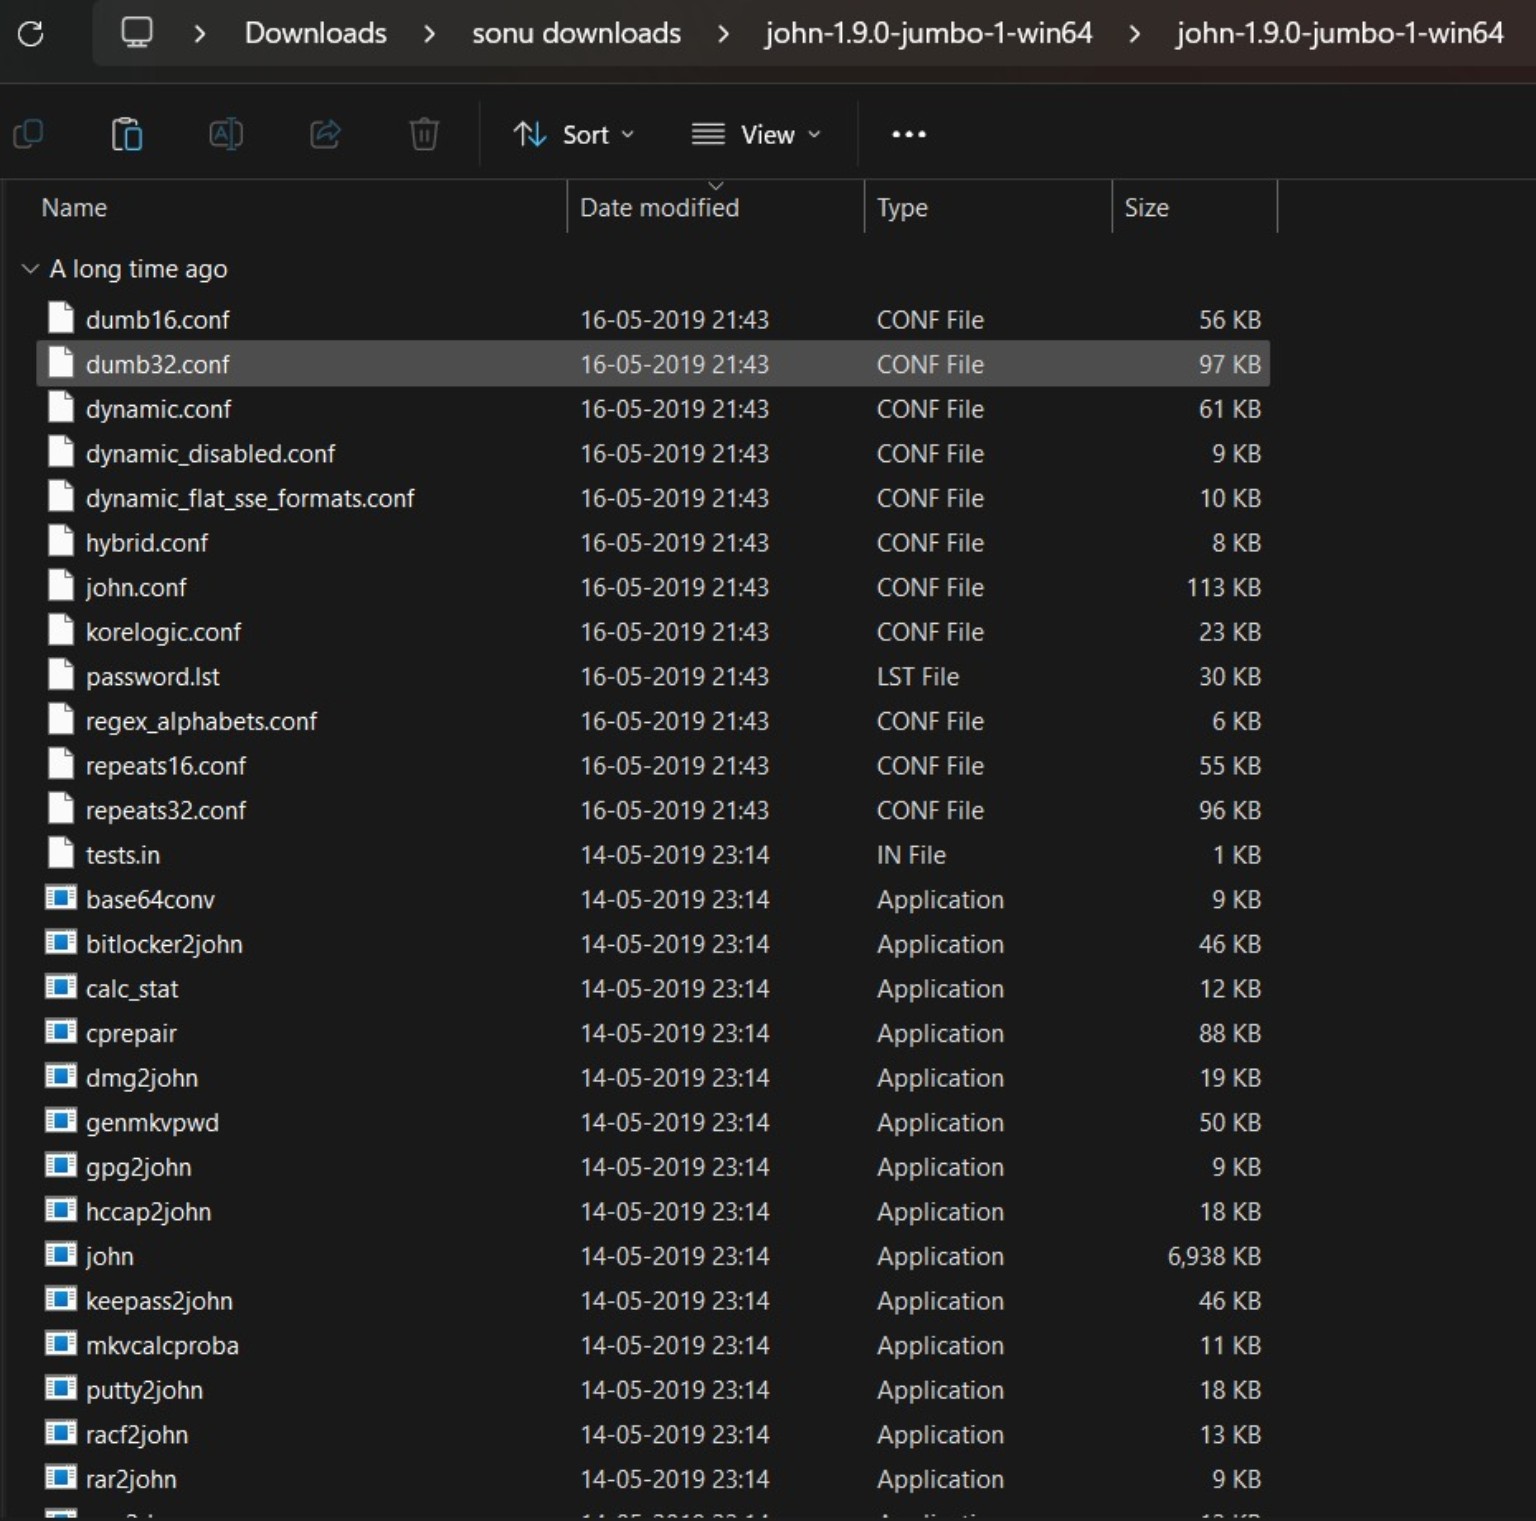 Downloads > sonu downloads > john-1.9.0-jumbo-1-win64 > john-1.9.0-jumbo-1-win64
Sort View
Name Date modified Type Size
A long time ago
dumb16.conf 16-05-2019 21:43 CONF File 56 KB
dumb32.conf 16-05-2019 21:43 CONF File 97 KB
dynamic.conf 16-05-2019 21:43 CONF File 61 KB
dynamic_disabled.conf 16-05-2019 21:43 CONF File 9 KB
dynamic_flat_sse_formats.conf 16-05-2019 21:43 CONF File 10 KB
hybrid.conf 16-05-2019 21:43 CONF File 8 KB
john.conf 16-05-2019 21:43 CONF File 113 KB
korelogic.conf 16-05-2019 21:43 CONF File 23 KB
password.lst 16-05-2019 21:43 LST File 30 KB
regex_alphabets.conf 16-05-2019 21:43 CONF File 6 KB
repeats16.conf 16-05-2019 21:43 CONF File 55 KB
repeats32.conf 16-05-2019 21:43 CONF File 96 KB
tests.in 14-05-2019 23:14 IN File 1 KB
base64conv 14-05-2019 23:14 Application 9 KB
bitlocker2john 14-05-2019 23:14 Application 46 KB
calc_stat 14-05-2019 23:14 Application 12 KB
cprepair 14-05-2019 23:14 Application 88 KB
dmg2john 14-05-2019 23:14 Application 19 KB
genmkvpwd 14-05-2019 23:14 Application 50 KB
gpg2john 14-05-2019 23:14 Application 9 KB
hccap2john 14-05-2019 23:14 Application 18 KB
john 14-05-2019 23:14 Application 6,938 KB
keepass2john 14-05-2019 23:14 Application 46 KB
mkvcalcproba 14-05-2019 23:14 Application 11 KB
putty2john 14-05-2019 23:14 Application 18 KB
racf2john 14-05-2019 23:14 Application 13 KB
rar2john 14-05-2019 23:14 Application 9 KB